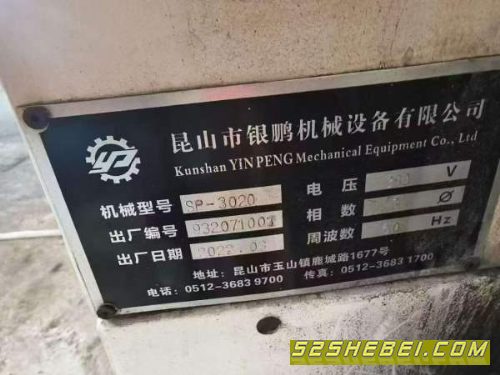 昆山市银鹏机械设备有限公司
Kunshan YIN PENG Mechanical Equipment Co., Ltd
机械型号 SP-3020 电压 V
出厂编号 932071003 相数 Ø
出厂日期 2022.0 周波数 Hz
地址：昆山市玉山镇鹿城路1677号
电话：0512-3683 9700 传真：0512-3683 1700
52SHEBEI.COM